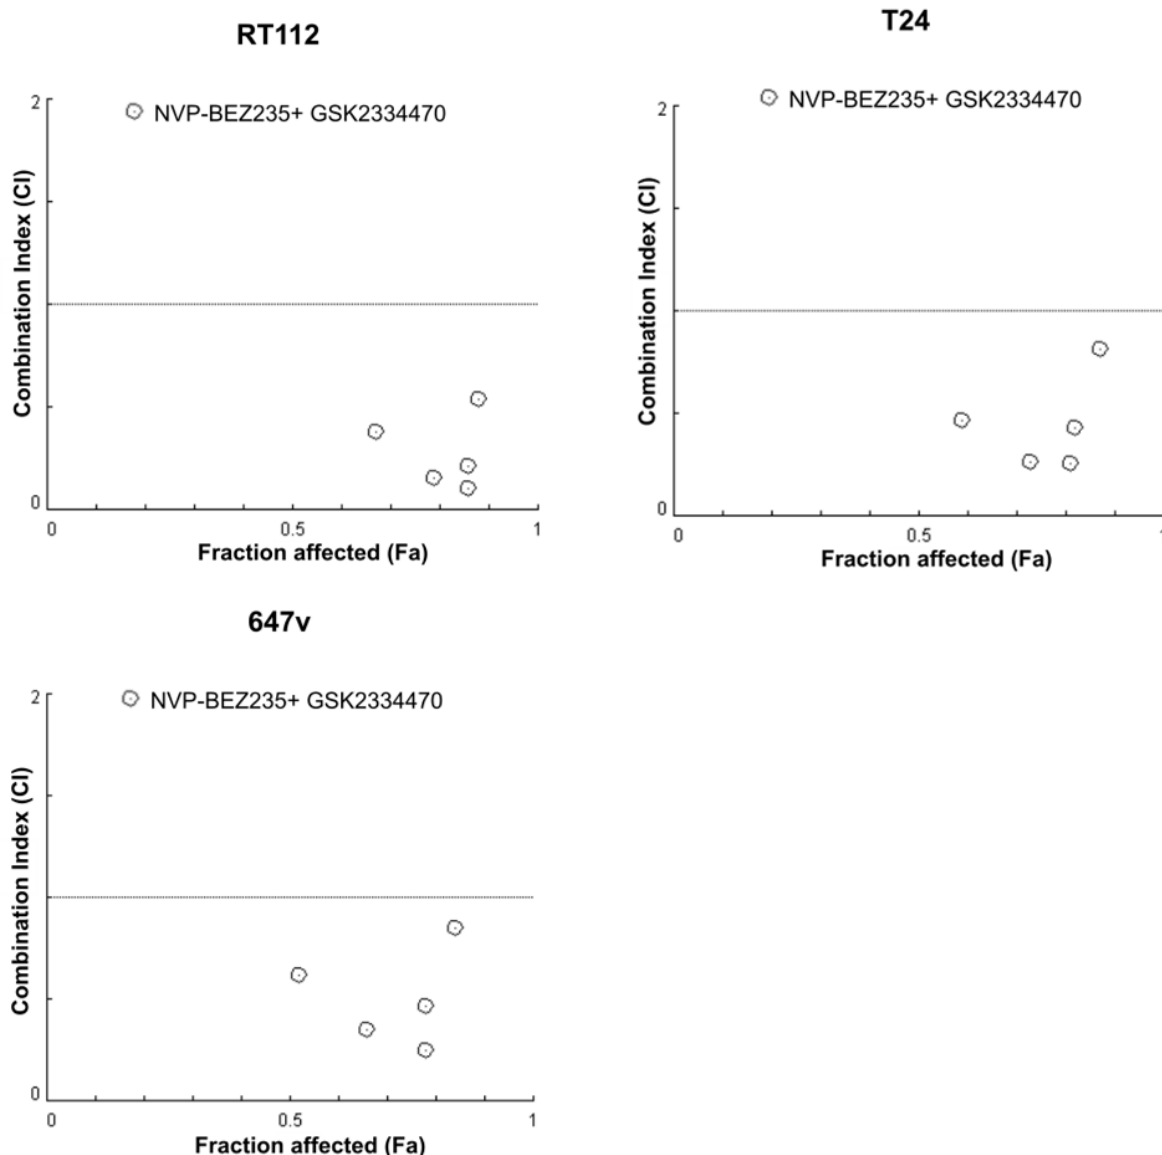 RT112
2
NVP-BEZ235+ GSK2334470
Combination Index (CI)
0
0
0.5
1
Fraction affected (Fa)
T24
2
NVP-BEZ235+ GSK2334470
Combination Index (CI)
0
0
0.5
Fraction affected (Fa)
647v
2
NVP-BEZ235+ GSK2334470
Combination Index (CI)
0
0
0.5
1
Fraction affected (Fa)